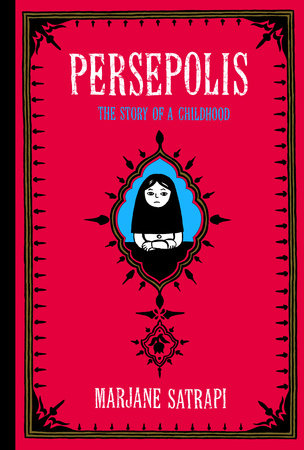 PERSEPOLIS
THE STORY OF A CHILDHOOD
MARJANE SATRAPI